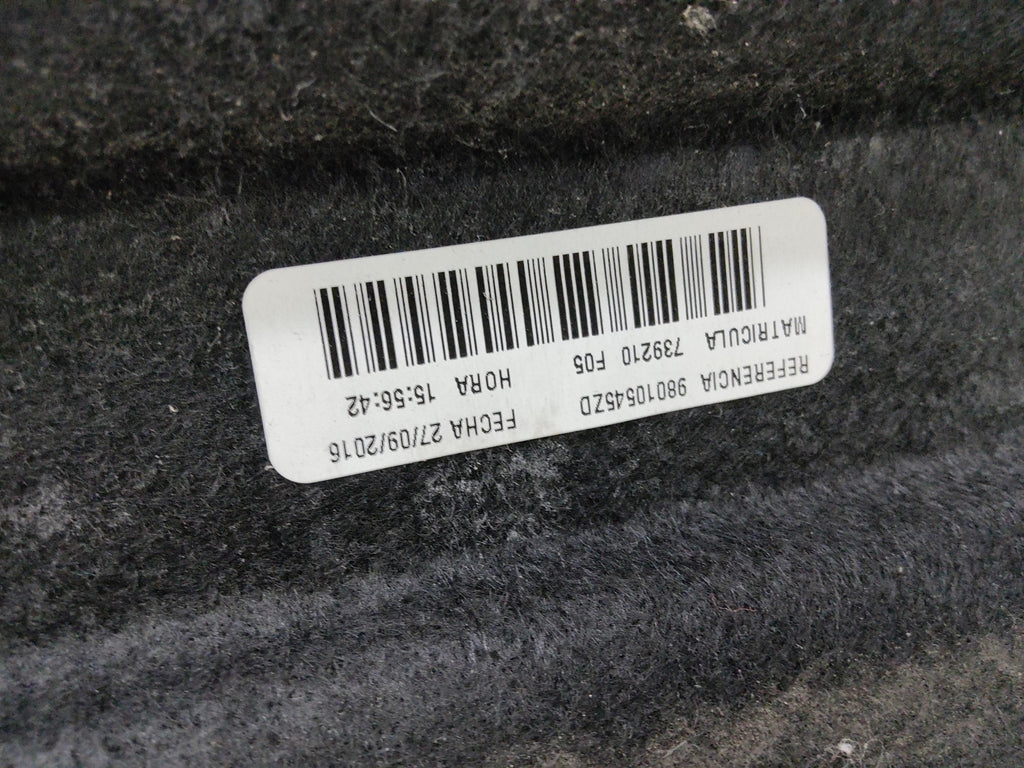 REFERENCIA 98010545ZD FECHA 27/09/2016
MATRICULA 739210 F05 HORA 15:56:42